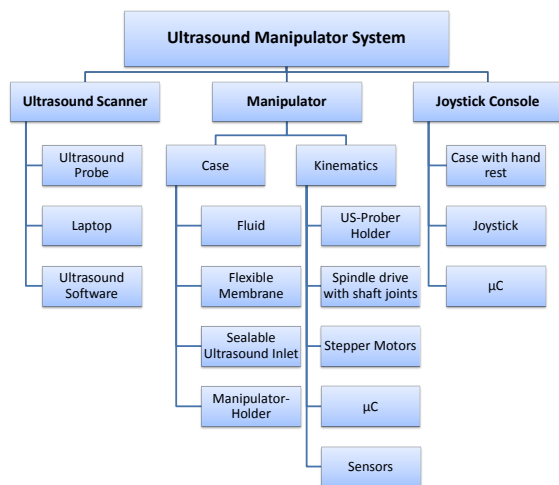 Ultrasound Manipulator System
Ultrasound Scanner
Manipulator
Joystick Console
Ultrasound
Probe
Laptop
Ultrasound
Software
Case
Kinematics
Fluid
Flexible
Membrane
Sealable
Ultrasound Inlet
Manipulator-
Holder
US-Prober
Holder
Spindle drive
with shaft joints
Stepper Motors
µC
Sensors
Case with hand
rest
Joystick
µC